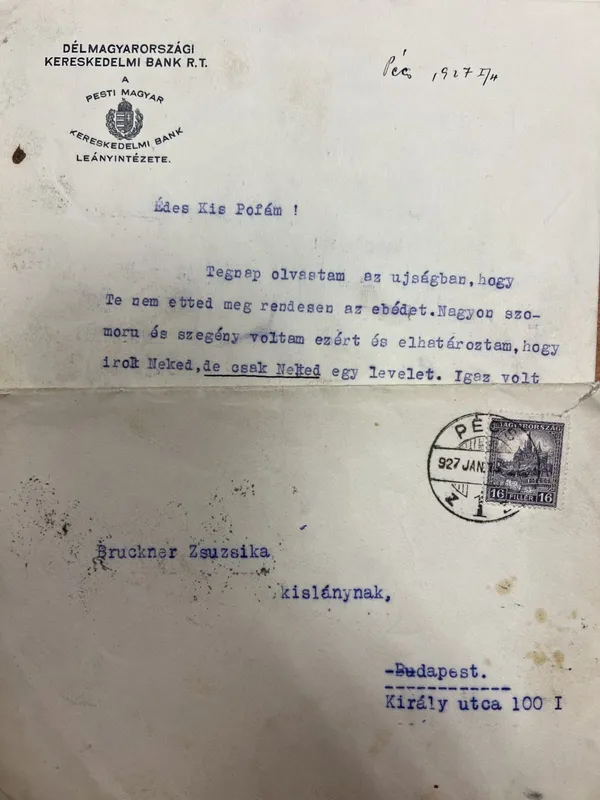 DÉLMAGYARORSZÁGI
KERESKEDELMI BANK R.T.
A
PESTI MAGYAR
KERESKEDELMI BANK
LEÁNYINTÉZETE.
Pécs, 1927 I/4
Édes Kis Pofám !
Tegnap olvastam az ujságban, hogy
Te nem etted meg rendesen az ebédet.Nagyon szo-
moru és szegény voltam ezért és elhatároztam, hogy
irok Neked, de csak Neked egy levelet. Igaz volt
PÉ
927 JAN.
MAGYARORSZÁG
16 FILLÉR 16
Bruckner Zsuzsika
kislánynak,
-Budapest.
Király utca 100 I